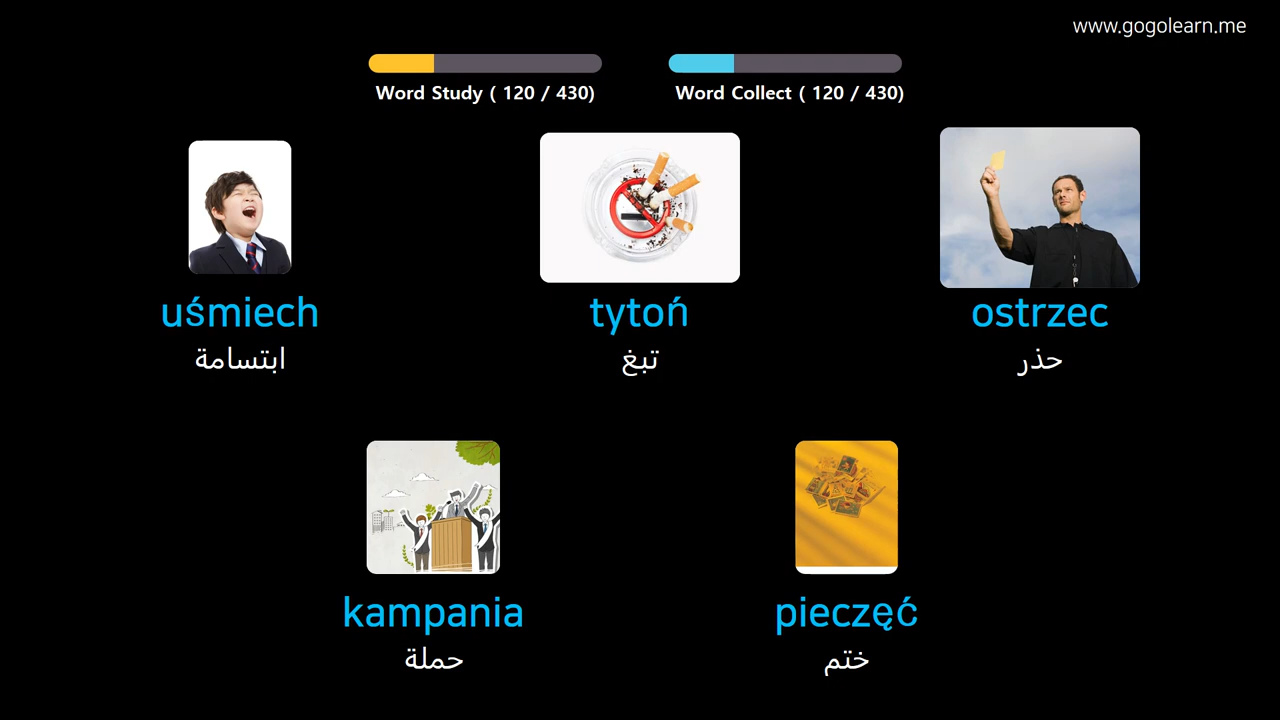 www.gogolearn.me
Word Study ( 120 / 430)
Word Collect ( 120 / 430)
uśmiech
ابتسامة
tytoń
تبغ
ostrzec
حذر
kampania
حملة
pieczęć
ختم